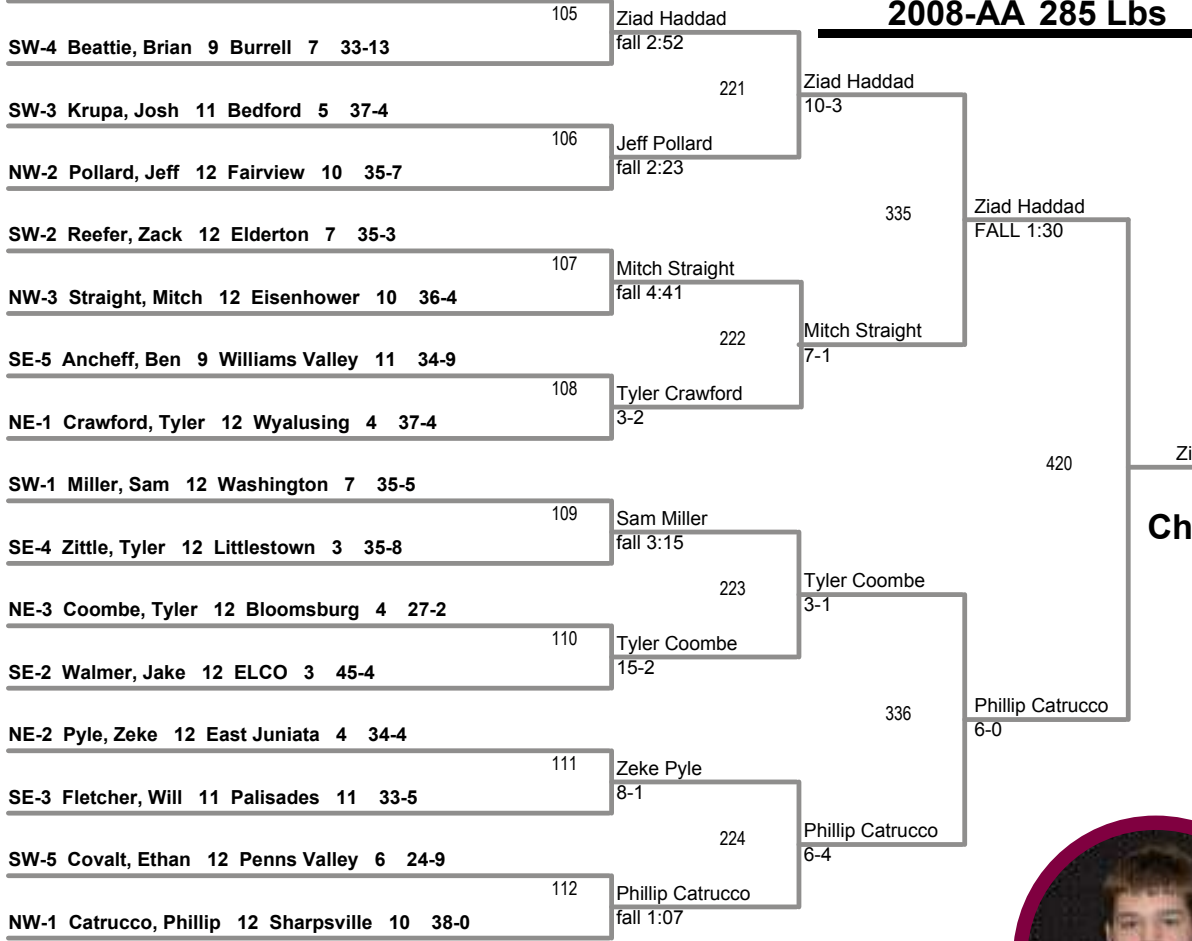 2008-AA 285 Lbs
105
Ziad Haddad
fall 2:52
SW-4 Beattie, Brian 9 Burrell 7 33-13
221
Ziad Haddad
10-3
SW-3 Krupa, Josh 11 Bedford 5 37-4
106
Jeff Pollard
fall 2:23
NW-2 Pollard, Jeff 12 Fairview 10 35-7
335
Ziad Haddad
FALL 1:30
SW-2 Reefer, Zack 12 Elderton 7 35-3
107
Mitch Straight
fall 4:41
NW-3 Straight, Mitch 12 Eisenhower 10 36-4
222
Mitch Straight
7-1
SE-5 Ancheff, Ben 9 Williams Valley 11 34-9
108
Tyler Crawford
3-2
NE-1 Crawford, Tyler 12 Wyalusing 4 37-4
420
Zi
SW-1 Miller, Sam 12 Washington 7 35-5
109
Sam Miller
fall 3:15
Ch
SE-4 Zittle, Tyler 12 Littlestown 3 35-8
223
Tyler Coombe
3-1
NE-3 Coombe, Tyler 12 Bloomsburg 4 27-2
110
Tyler Coombe
15-2
SE-2 Walmer, Jake 12 ELCO 3 45-4
336
Phillip Catrucco
6-0
NE-2 Pyle, Zeke 12 East Juniata 4 34-4
111
Zeke Pyle
8-1
SE-3 Fletcher, Will 11 Palisades 11 33-5
224
Phillip Catrucco
6-4
SW-5 Covalt, Ethan 12 Penns Valley 6 24-9
112
Phillip Catrucco
fall 1:07
NW-1 Catrucco, Phillip 12 Sharpsville 10 38-0